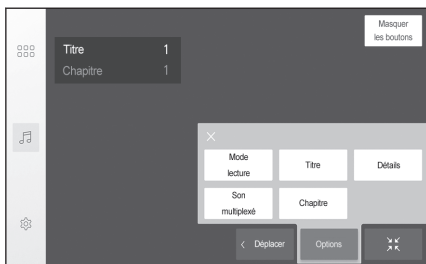 Masquer
les boutons
Titre 1
Chapitre 1
Mode
lecture
Titre
Détails
Son
multiplexé
Chapitre
Déplacer
Options